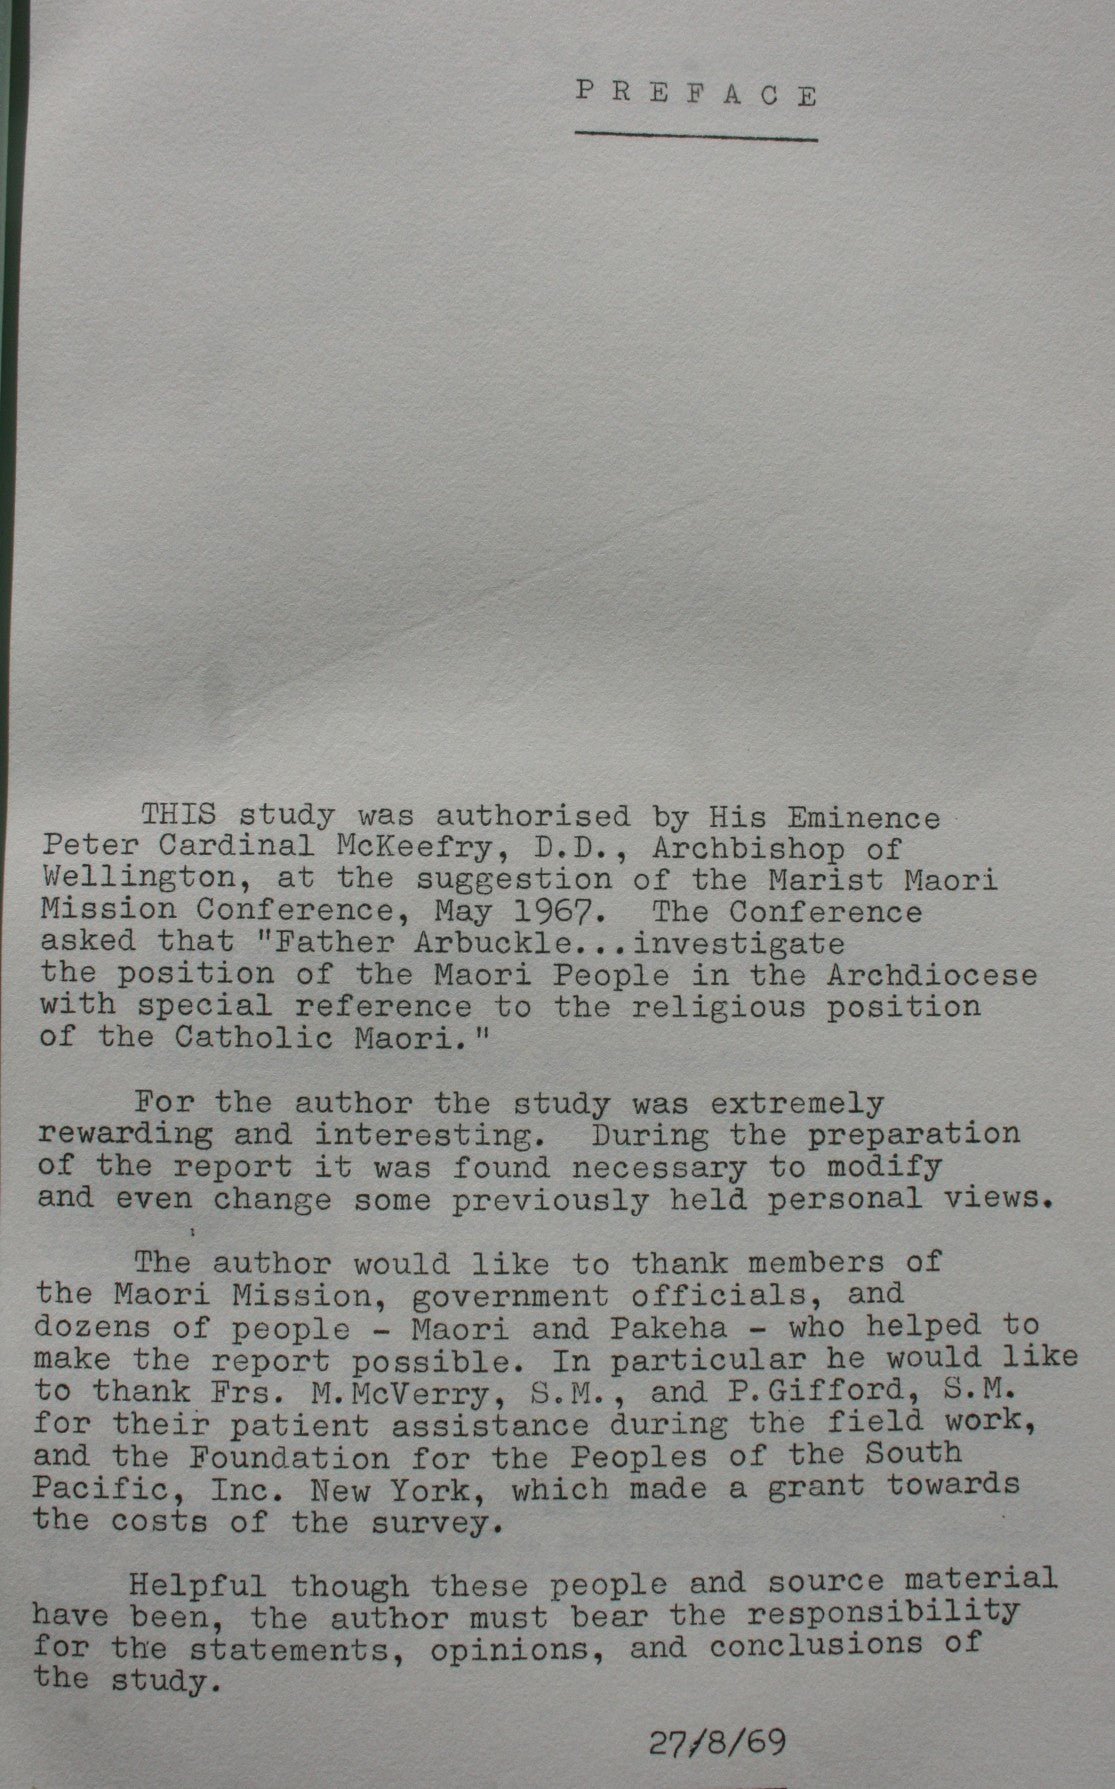 P R E F A C E
THIS study was authorised by His Eminence
Peter Cardinal McKeefry, D.D., Archbishop of
Wellington, at the suggestion of the Marist Maori
Mission Conference, May 1967. The Conference
asked that "Father Arbuckle...investigate
the position of the Maori People in the Archdiocese
with special reference to the religious position
of the Catholic Maori."
For the author the study was extremely
rewarding and interesting. During the preparation
of the report it was found necessary to modify
and even change some previously held personal views.
The author would like to thank members of
the Maori Mission, government officials, and
dozens of people - Maori and Pakeha - who helped to
make the report possible. In particular he would like
to thank Frs. M.McVerry, S.M., and P.Gifford, S.M.
for their patient assistance during the field work,
and the Foundation for the Peoples of the South
Pacific, Inc. New York, which made a grant towards
the costs of the survey.
Helpful though these people and source material
have been, the author must bear the responsibility
for the statements, opinions, and conclusions of
the study.
27/8/69